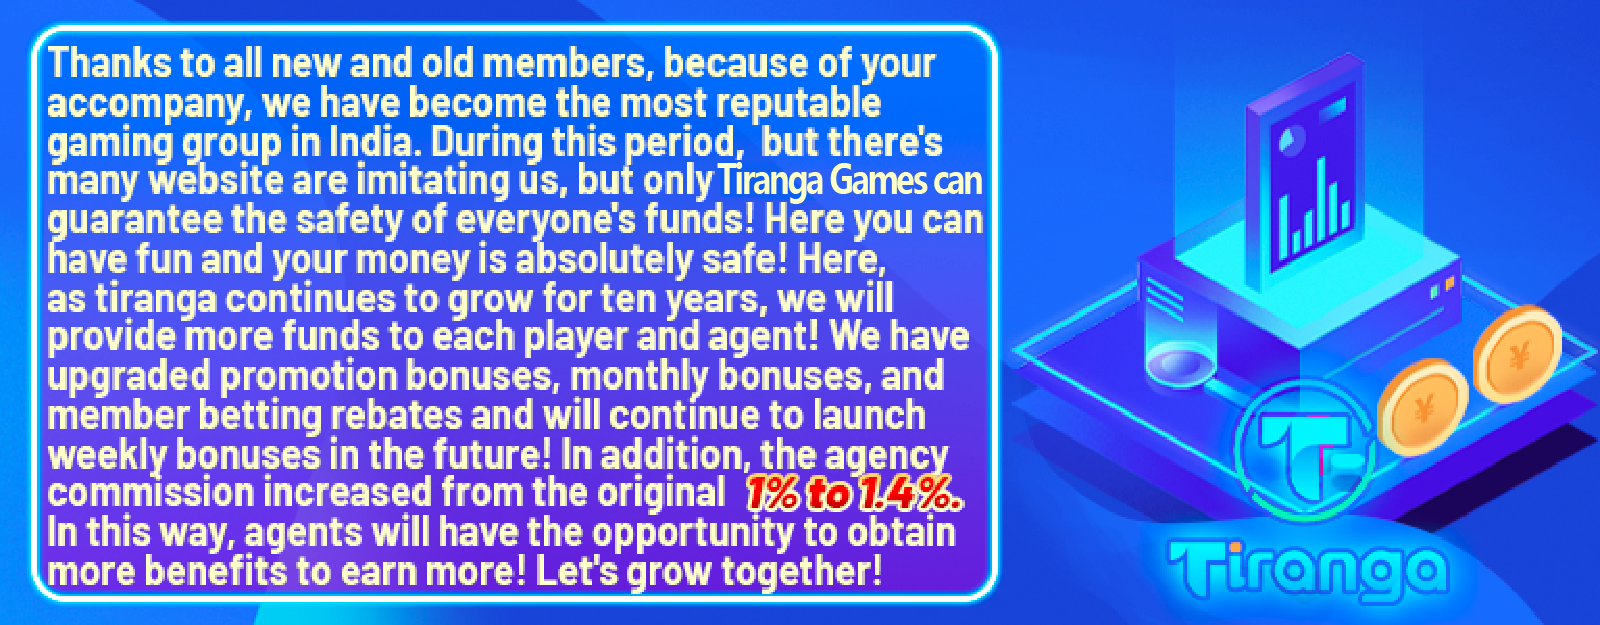 Thanks to all new and old members, because of your
accompany, we have become the most reputable
gaming group in India. During this period, but there's
many website are imitating us, but only Tiranga Games can
guarantee the safety of everyone's funds! Here you can
have fun and your money is absolutely safe! Here,
as tiranga continues to grow for ten years, we will
provide more funds to each player and agent! We have
upgraded promotion bonuses, monthly bonuses, and
member betting rebates and will continue to launch
weekly bonuses in the future! In addition, the agency
commission increased from the original 1% to 1.4%.
In this way, agents will have the opportunity to obtain
more benefits to earn more! Let's grow together!
¥
¥
T
Tiranga